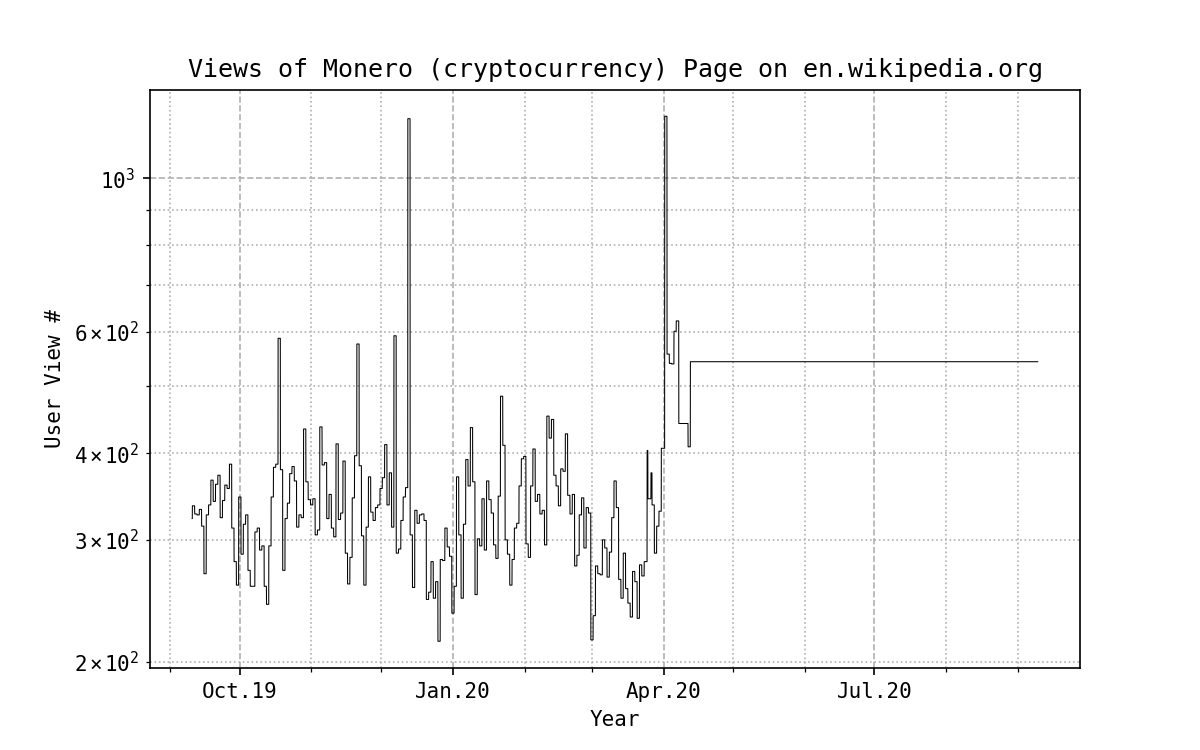 Views of Monero (cryptocurrency) Page on en.wikipedia.org
10³
6×10²
4×10²
3×10²
2×10²
User View #
Oct.19 Jan.20 Apr.20 Jul.20
Year